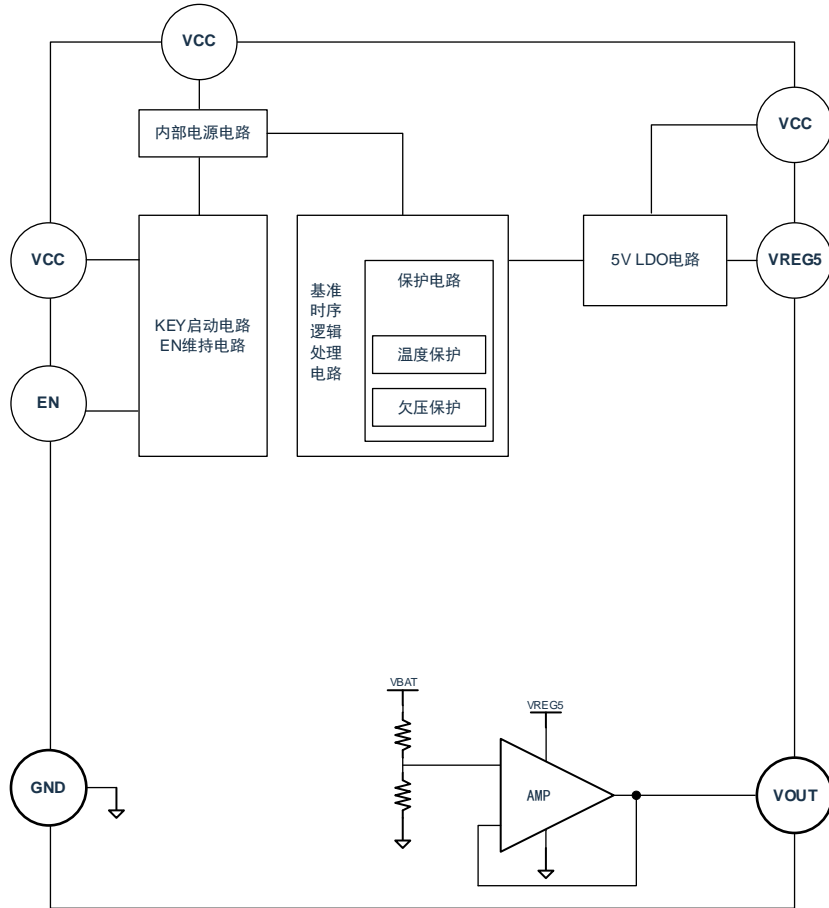 VCC
内部电源电路
VCC
VCC
KEY启动电路
EN维持电路
EN
基准
时序
逻辑
处理
电路
保护电路
温度保护
欠压保护
5V LDO电路
VREG5
VBAT
VREG5
AMP
GND
VOUT